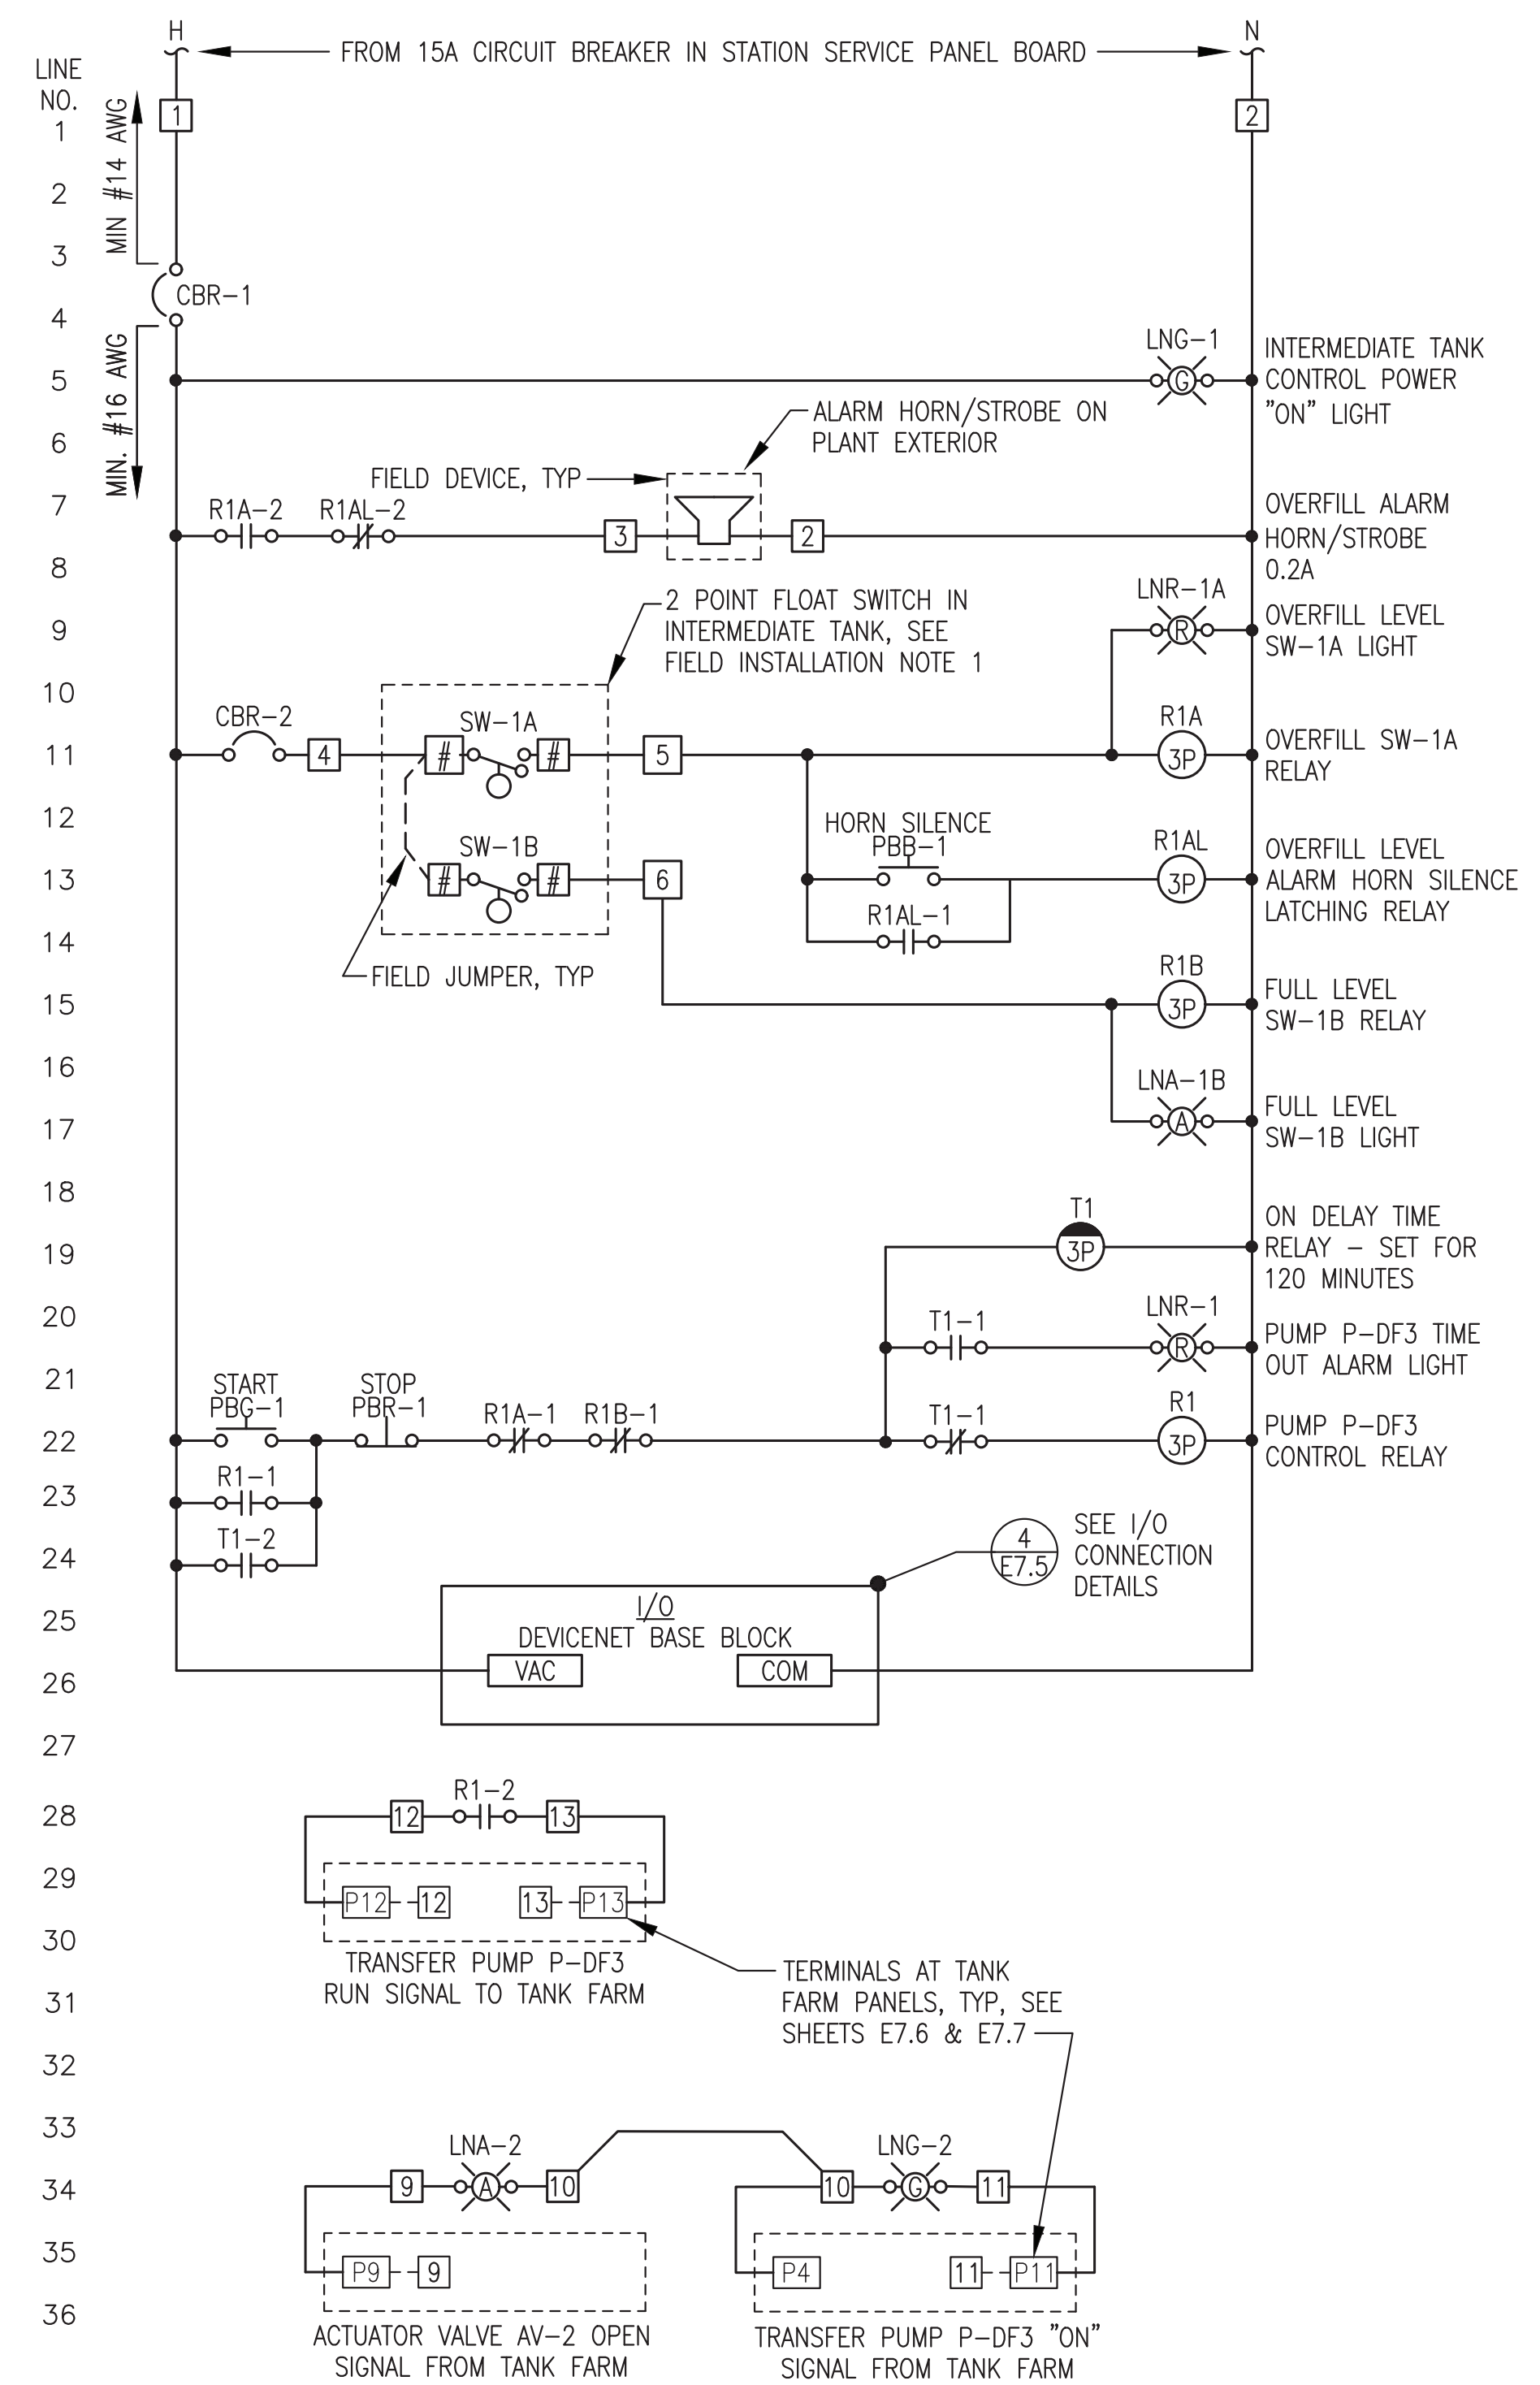 H
N
FROM 15A CIRCUIT BREAKER IN STATION SERVICE PANEL BOARD
LINE
NO.
1
1
2
MIN #14 AWG
2
3
CBR-1
4
MIN. #16 AWG
LNG-1
5
G
INTERMEDIATE TANK
CONTROL POWER
"ON" LIGHT
ALARM HORN/STROBE ON
PLANT EXTERIOR
6
FIELD DEVICE, TYP
7
R1A-2
R1AL-2
3
2
OVERFILL ALARM
HORN/STROBE
0.2A
8
2 POINT FLOAT SWITCH IN
INTERMEDIATE TANK, SEE
FIELD INSTALLATION NOTE 1
LNR-1A
9
R
OVERFILL LEVEL
SW-1A LIGHT
10
CBR-2
SW-1A
R1A
11
4
#
#
5
3P
OVERFILL SW-1A
RELAY
12
HORN SILENCE
PBB-1
SW-1B
R1AL
13
#
#
6
3P
OVERFILL LEVEL
ALARM HORN SILENCE
LATCHING RELAY
R1AL-1
14
FIELD JUMPER, TYP
R1B
15
3P
FULL LEVEL
SW-1B RELAY
16
LNA-1B
17
A
FULL LEVEL
SW-1B LIGHT
18
T1
19
3P
ON DELAY TIME
RELAY - SET FOR
120 MINUTES
20
T1-1
LNR-1
R
PUMP P-DF3 TIME
OUT ALARM LIGHT
21
START
PBG-1
STOP
PBR-1
R1A-1
R1B-1
T1-1
R1
22
3P
PUMP P-DF3
CONTROL RELAY
R1-1
23
T1-2
24
4
E7.5
SEE I/O
CONNECTION
DETAILS
25
I/O
DEVICENET BASE BLOCK
26
VAC
COM
27
R1-2
28
12
13
29
P12
12
13
P13
30
TRANSFER PUMP P-DF3
RUN SIGNAL TO TANK FARM
31
TERMINALS AT TANK
FARM PANELS, TYP, SEE
SHEETS E7.6 & E7.7
32
33
LNA-2
LNG-2
34
9
A
10
10
G
11
35
P9
9
P4
11
P11
36
ACTUATOR VALVE AV-2 OPEN
SIGNAL FROM TANK FARM
TRANSFER PUMP P-DF3 "ON"
SIGNAL FROM TANK FARM